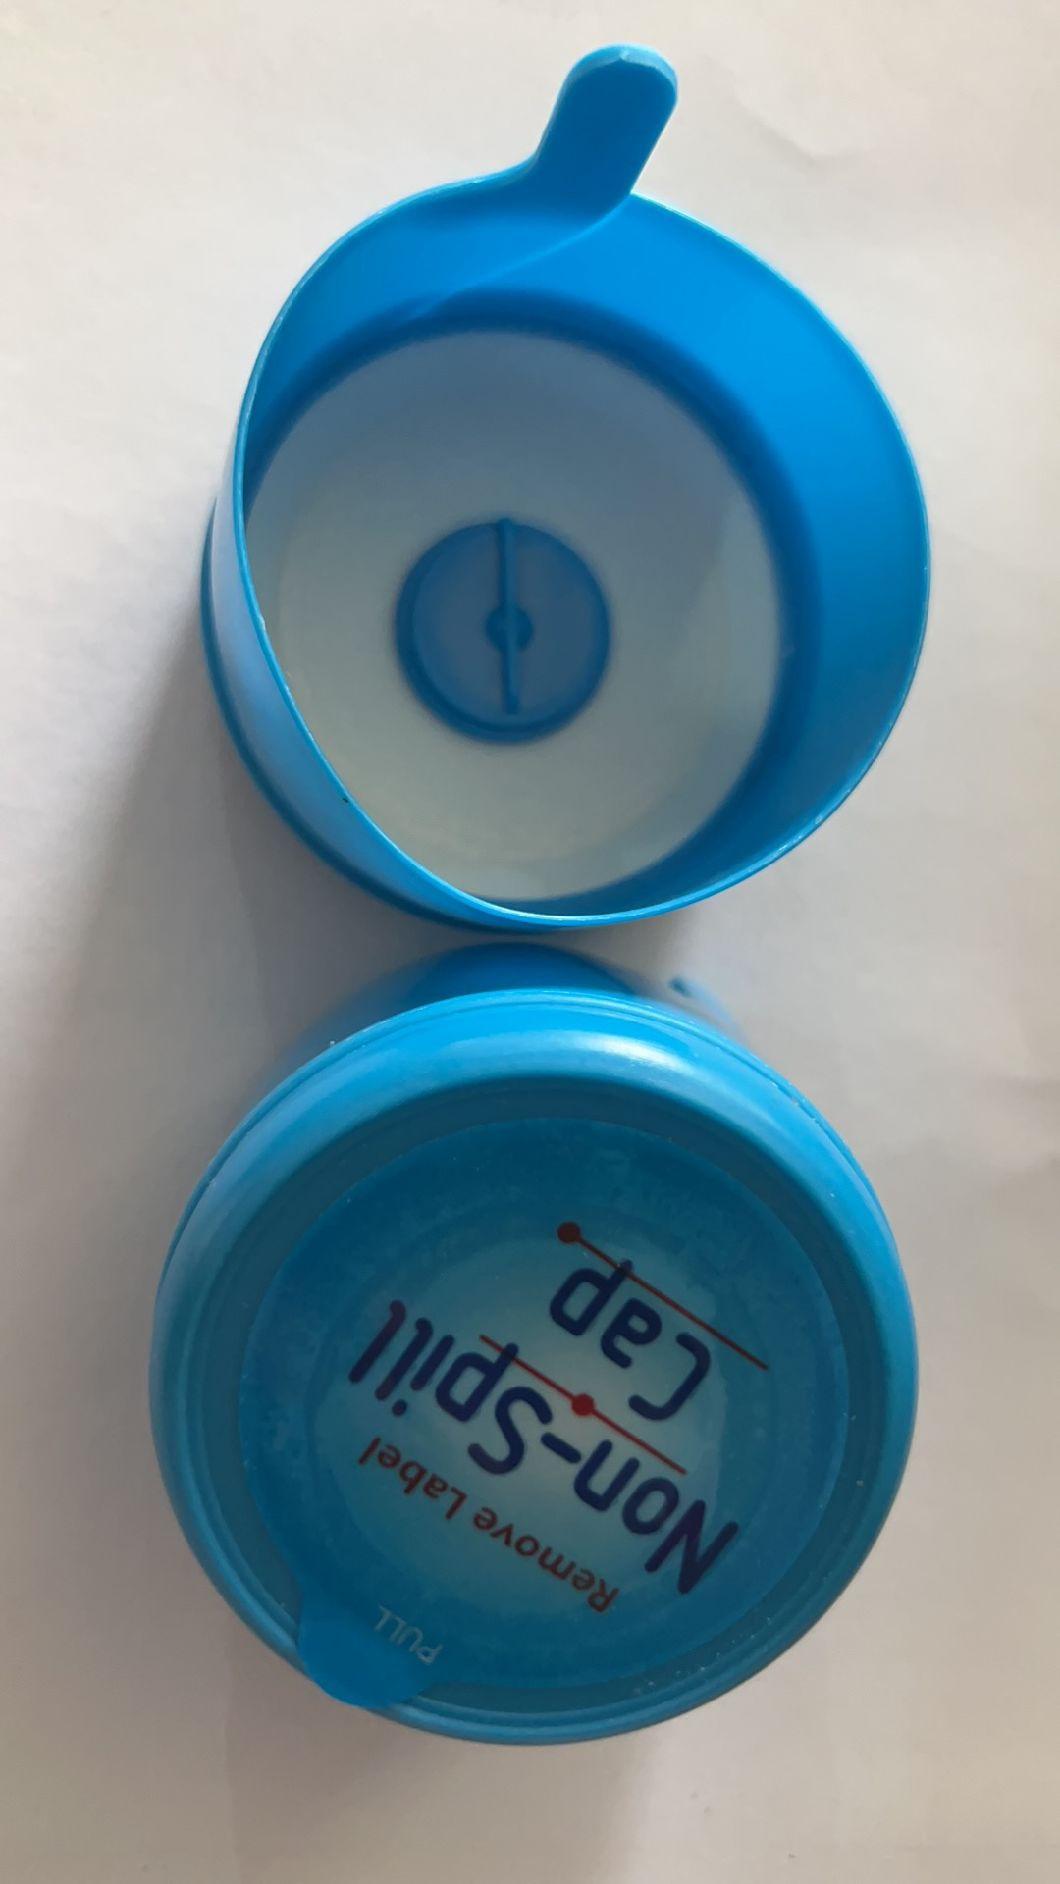 PULL
Remove Label
Non-Spill
Cap